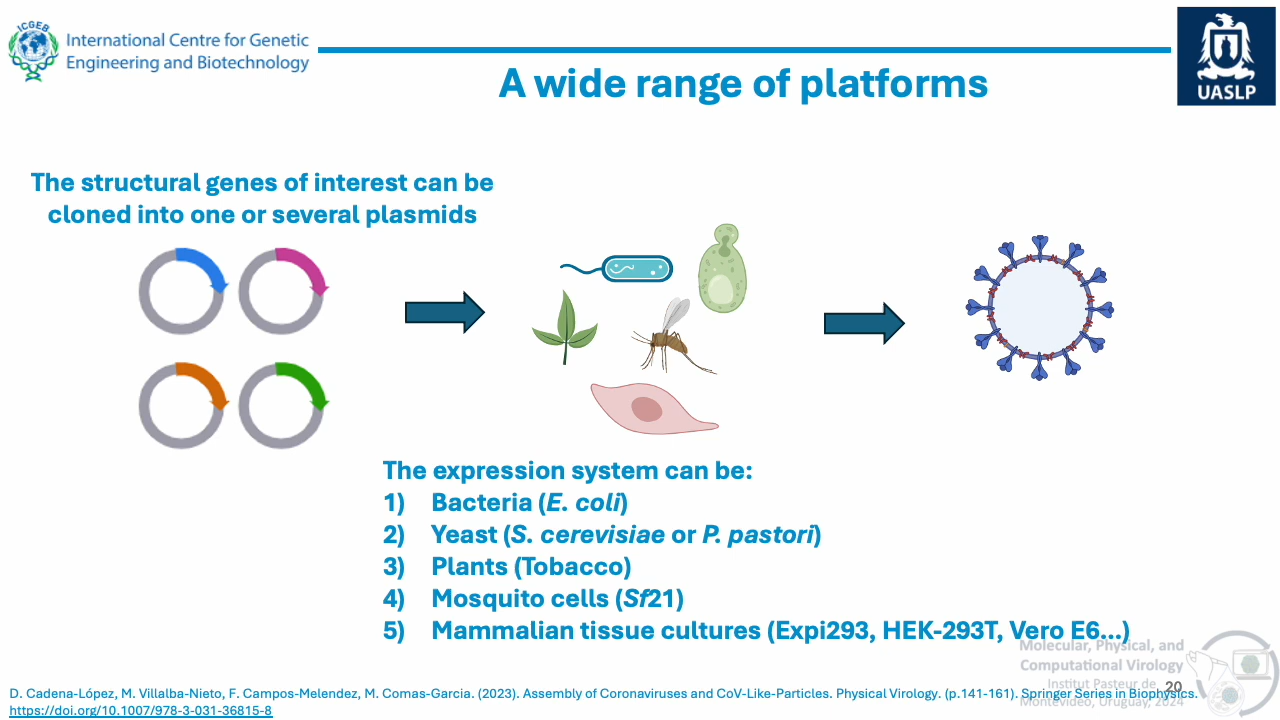 ICGEB
International Centre for Genetic
Engineering and Biotechnology
UASLP
A wide range of platforms
The structural genes of interest can be
cloned into one or several plasmids
The expression system can be:
1) Bacteria (E. coli)
2) Yeast (S. cerevisiae or P. pastori)
3) Plants (Tobacco)
4) Mosquito cells (Sf21)
5) Mammalian tissue cultures (Expi293, HEK-293T, Vero E6...)
Molecular, Physical, and
Computational Virology
Institut Pasteur de
Montevideo, Uruguay, 2024
20
D. Cadena-López, M. Villalba-Nieto, F. Campos-Melendez, M. Comas-Garcia. (2023). Assembly of Coronaviruses and CoV-Like-Particles. Physical Virology. (p.141-161). Springer Series in Biophysics.
https://doi.org/10.1007/978-3-031-36815-8